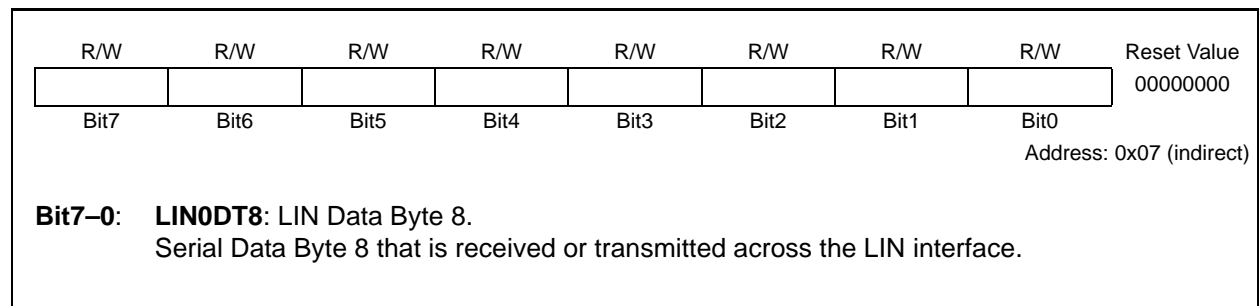 R/W R/W R/W R/W R/W R/W R/W R/W Reset Value
00000000
Bit7 Bit6 Bit5 Bit4 Bit3 Bit2 Bit1 Bit0
Address: 0x07 (indirect)
Bit7–0: LIN0DT8: LIN Data Byte 8.
Serial Data Byte 8 that is received or transmitted across the LIN interface.